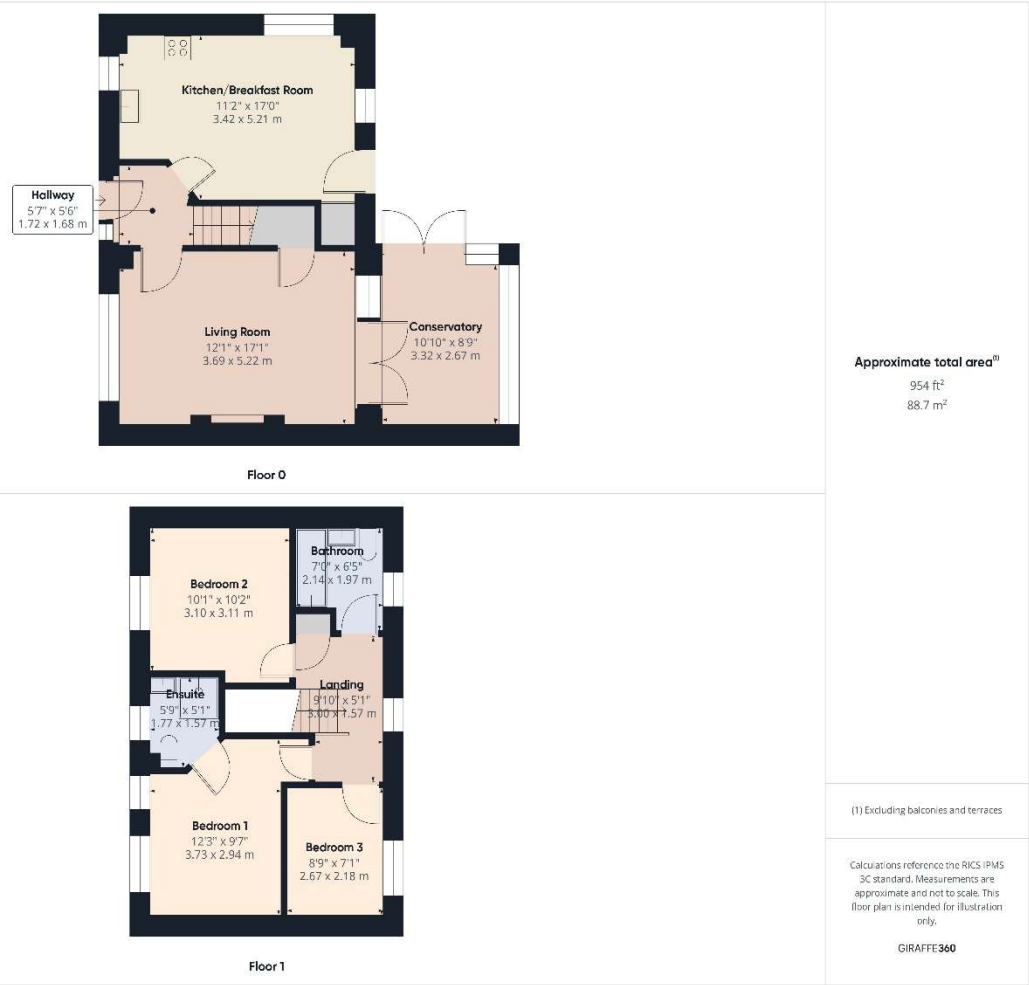 Kitchen/Breakfast Room
11'2" x 17'0"
3.42 x 5.21 m
Hallway
5'7" x 5'6"
1.72 x 1.68 m
Living Room
12'1" x 17'1"
3.69 x 5.22 m
Conservatory
10'10" x 8'9"
3.32 x 2.67 m
Floor 0
Bathroom
7'0" x 6'5"
2.14 x 1.97 m
Bedroom 2
10'1" x 10'2"
3.10 x 3.11 m
Landing
9'10" x 5'1"
3.00 x 1.57 m
Ensuite
5'9" x 5'1"
1.77 x 1.57 m
Bedroom 1
12'3" x 9'7"
3.73 x 2.94 m
Bedroom 3
8'9" x 7'1"
2.67 x 2.18 m
Floor 1
Approximate total area(1)
954 ft²
88.7 m²
(1) Excluding balconies and terraces
Calculations reference the RICS IPMS
3C standard. Measurements are
approximate and not to scale. This
floor plan is intended for illustration
only.
GIRAFFE360